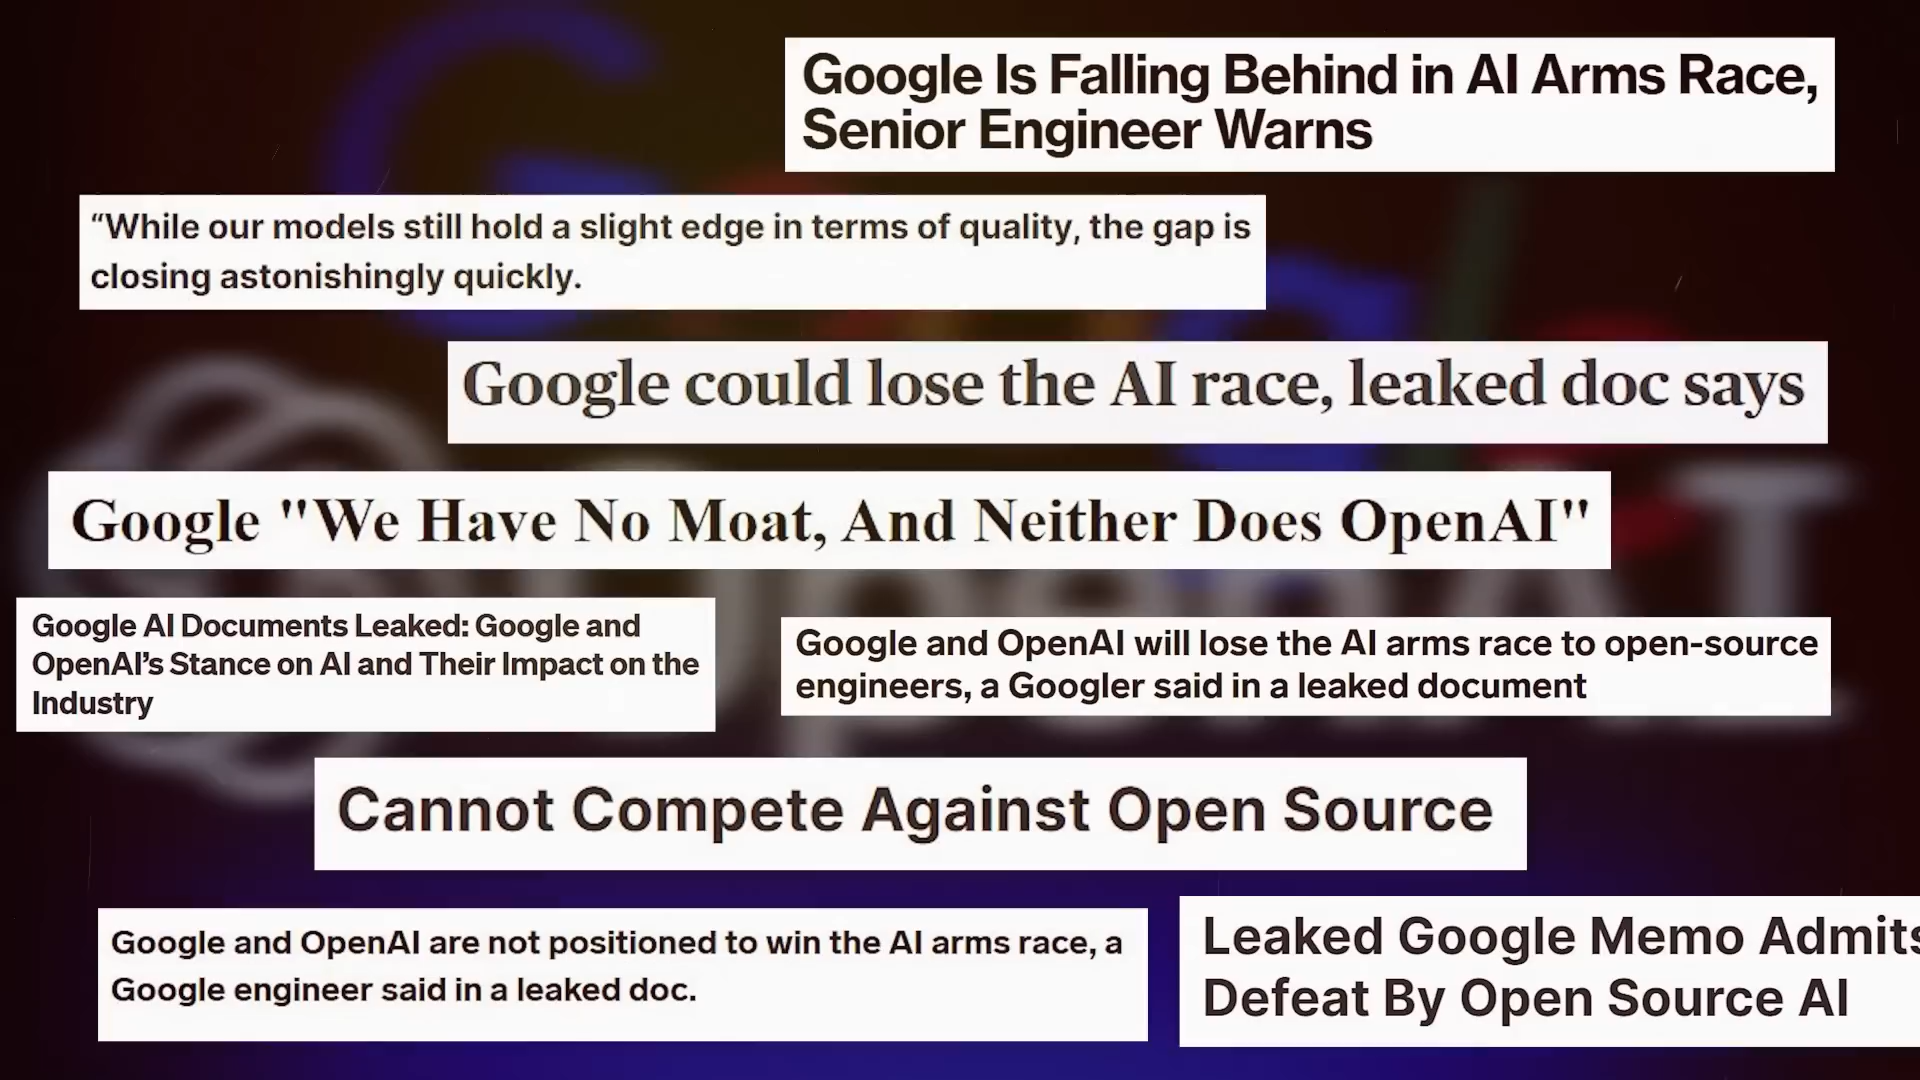 Google Is Falling Behind in AI Arms Race,
Senior Engineer Warns
“While our models still hold a slight edge in terms of quality, the gap is
closing astonishingly quickly.
Google could lose the AI race, leaked doc says
Google "We Have No Moat, And Neither Does OpenAI"
Google AI Documents Leaked: Google and
OpenAI’s Stance on AI and Their Impact on the
Industry
Google and OpenAI will lose the AI arms race to open-source
engineers, a Googler said in a leaked document
Cannot Compete Against Open Source
Google and OpenAI are not positioned to win the AI arms race, a
Google engineer said in a leaked doc.
Leaked Google Memo Admits
Defeat By Open Source AI